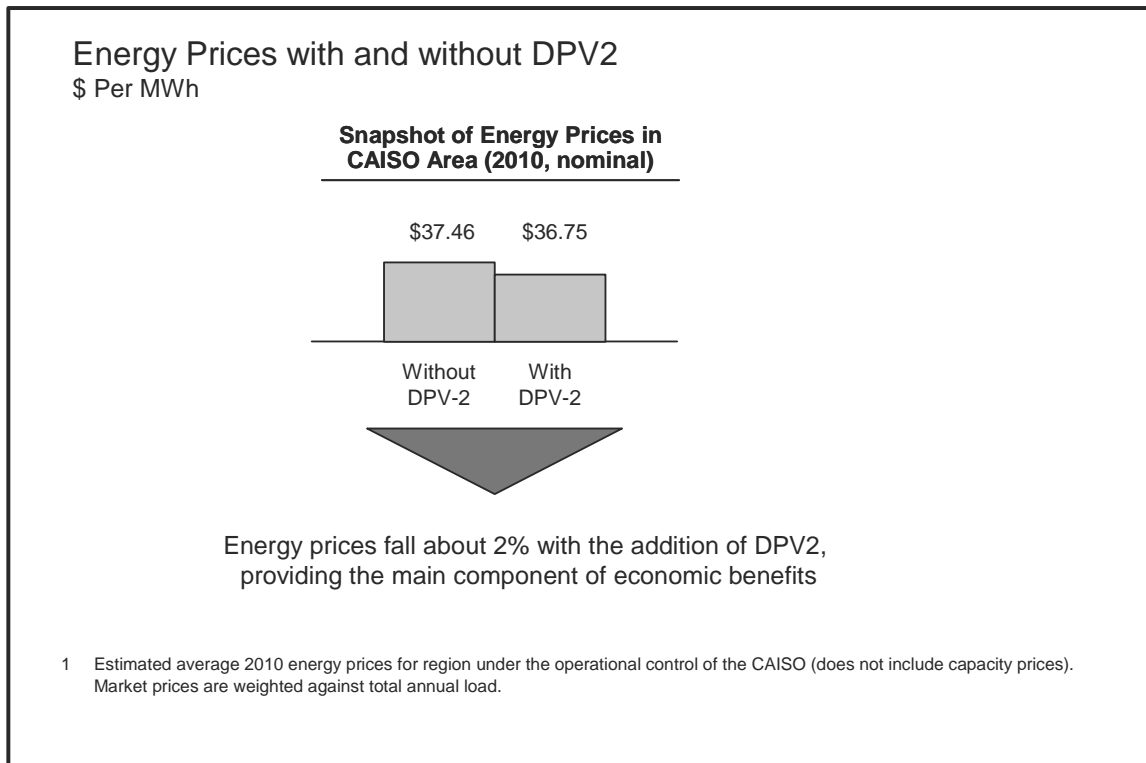 Energy Prices with and without DPV2
$ Per MWh
Snapshot of Energy Prices in
CAISO Area (2010, nominal)
$37.46 $36.75
Without With
DPV-2 DPV-2
Energy prices fall about 2% with the addition of DPV2,
providing the main component of economic benefits
1 Estimated average 2010 energy prices for region under the operational control of the CAISO (does not include capacity prices).
Market prices are weighted against total annual load.